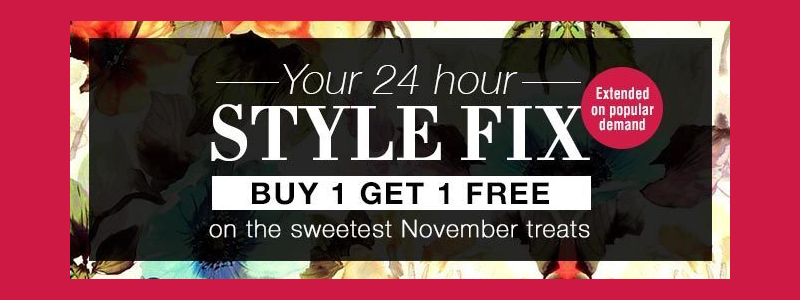 Your 24 hour
STYLE FIX
Extended
on popular
demand
BUY 1 GET 1 FREE
on the sweetest November treats